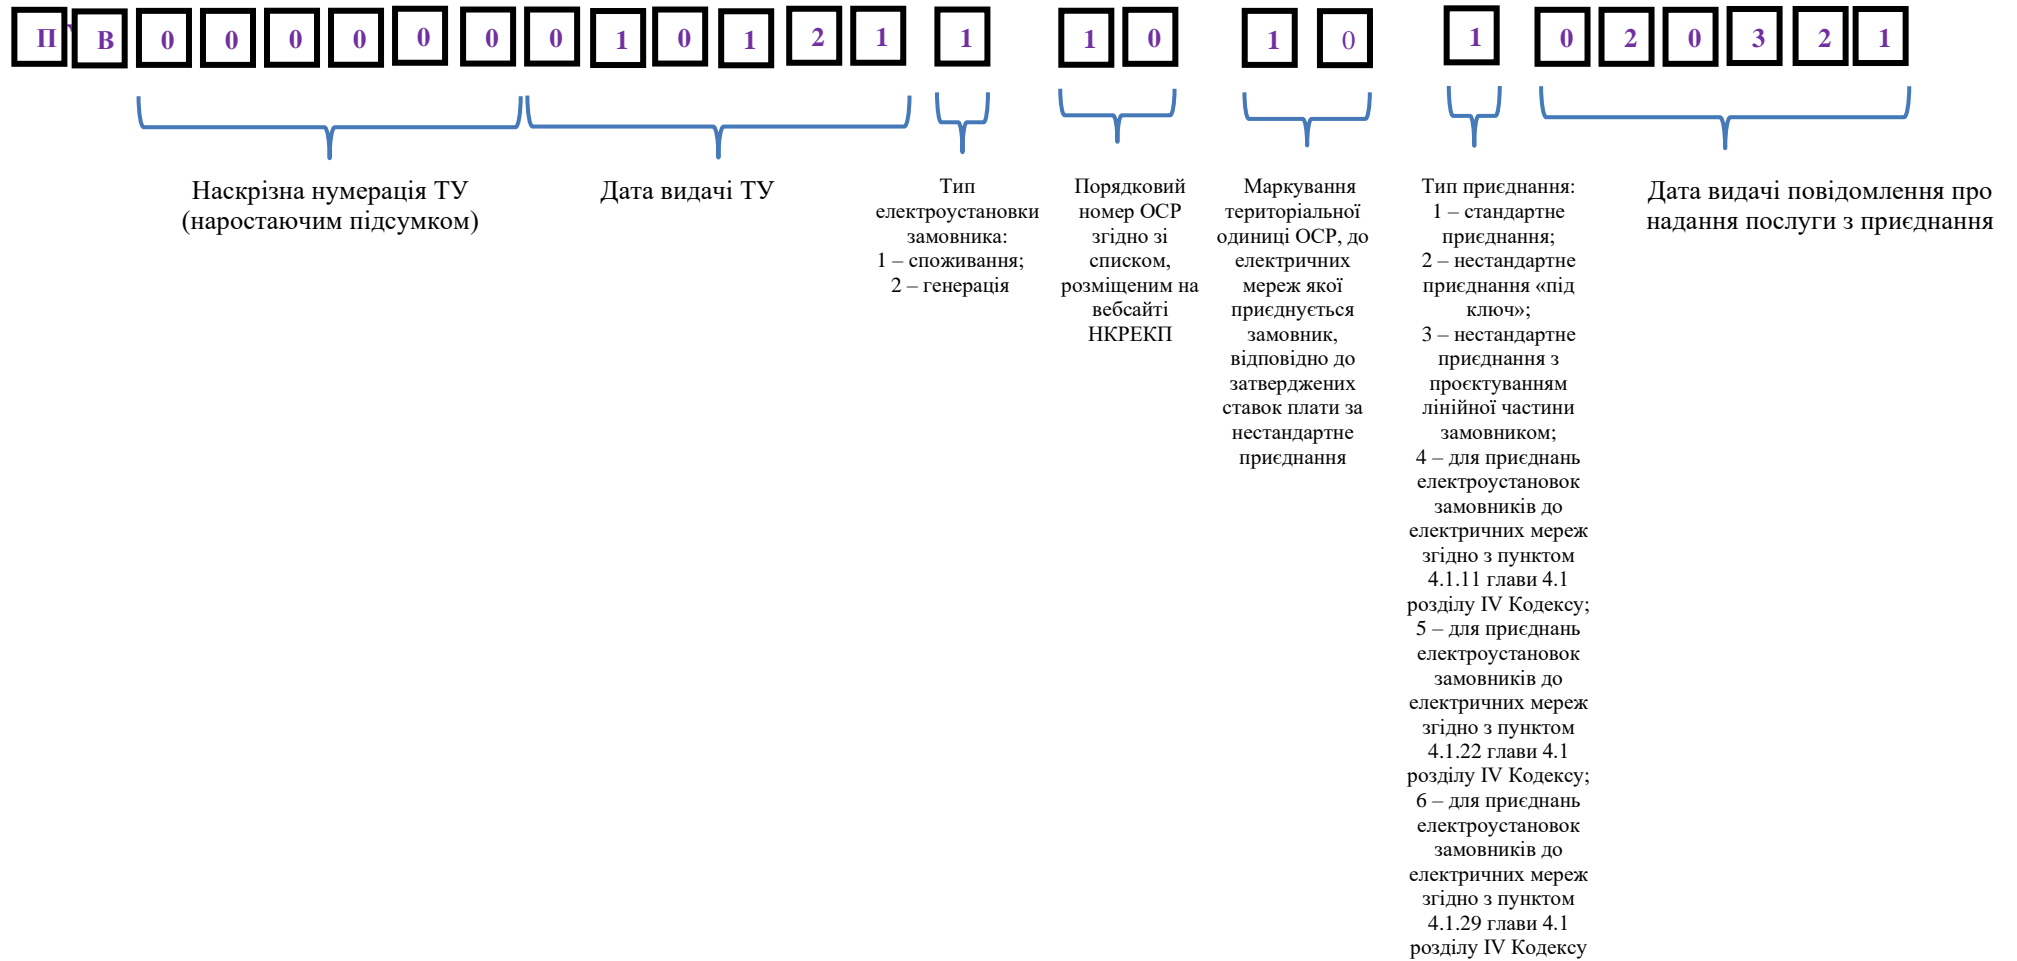 П В 0 0 0 0 0 0 0 1 0 1 2 1 1 1 0 1 0 1 0 2 0 3 2 1
Наскрізна нумерація ТУ
(наростаючим підсумком)
Дата видачі ТУ
Тип
електроустановки
замовника:
1 – споживання;
2 – генерація
Порядковий
номер ОСР
згідно зі
списком,
розміщеним на
вебсайті
НКРЕКП
Маркування
територіальної
одиниці ОСР, до
електричних
мереж якої
приєднується
замовник,
відповідно до
затверджених
ставок плати за
нестандартне
приєднання
Тип приєднання:
1 – стандартне
приєднання;
2 – нестандартне
приєднання «під
ключ»;
3 – нестандартне
приєднання з
проєктуванням
лінійної частини
замовником;
4 – для приєднань
електроустановок
замовників до
електричних мереж
згідно з пунктом
4.1.11 глави 4.1
розділу IV Кодексу;
5 – для приєднань
електроустановок
замовників до
електричних мереж
згідно з пунктом
4.1.22 глави 4.1
розділу IV Кодексу;
6 – для приєднань
електроустановок
замовників до
електричних мереж
згідно з пунктом
4.1.29 глави 4.1
розділу IV Кодексу
Дата видачі повідомлення про
надання послуги з приєднання